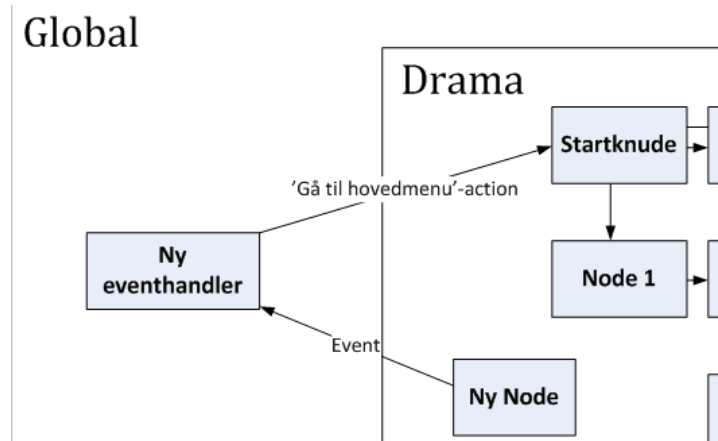 Global
Drama
Startknude
’Gå til hovedmenu’-action
Ny
eventhandler
Node 1
Event
Ny Node